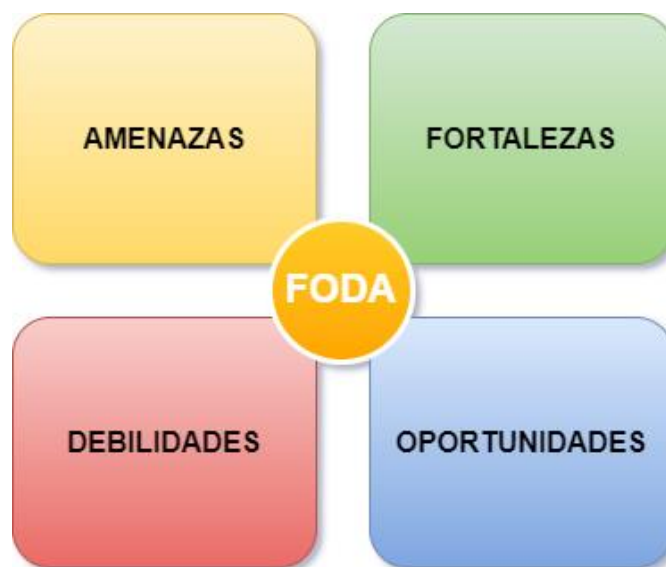 AMENAZAS
FORTALEZAS
FODA
DEBILIDADES
OPORTUNIDADES